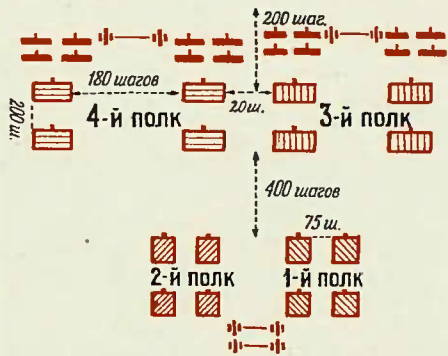 200 шаг.
180 шагов
20 ш.
200 ш.
4-й полк
3-й полк
400 шагов
75 ш.
2-й полк
1-й полк